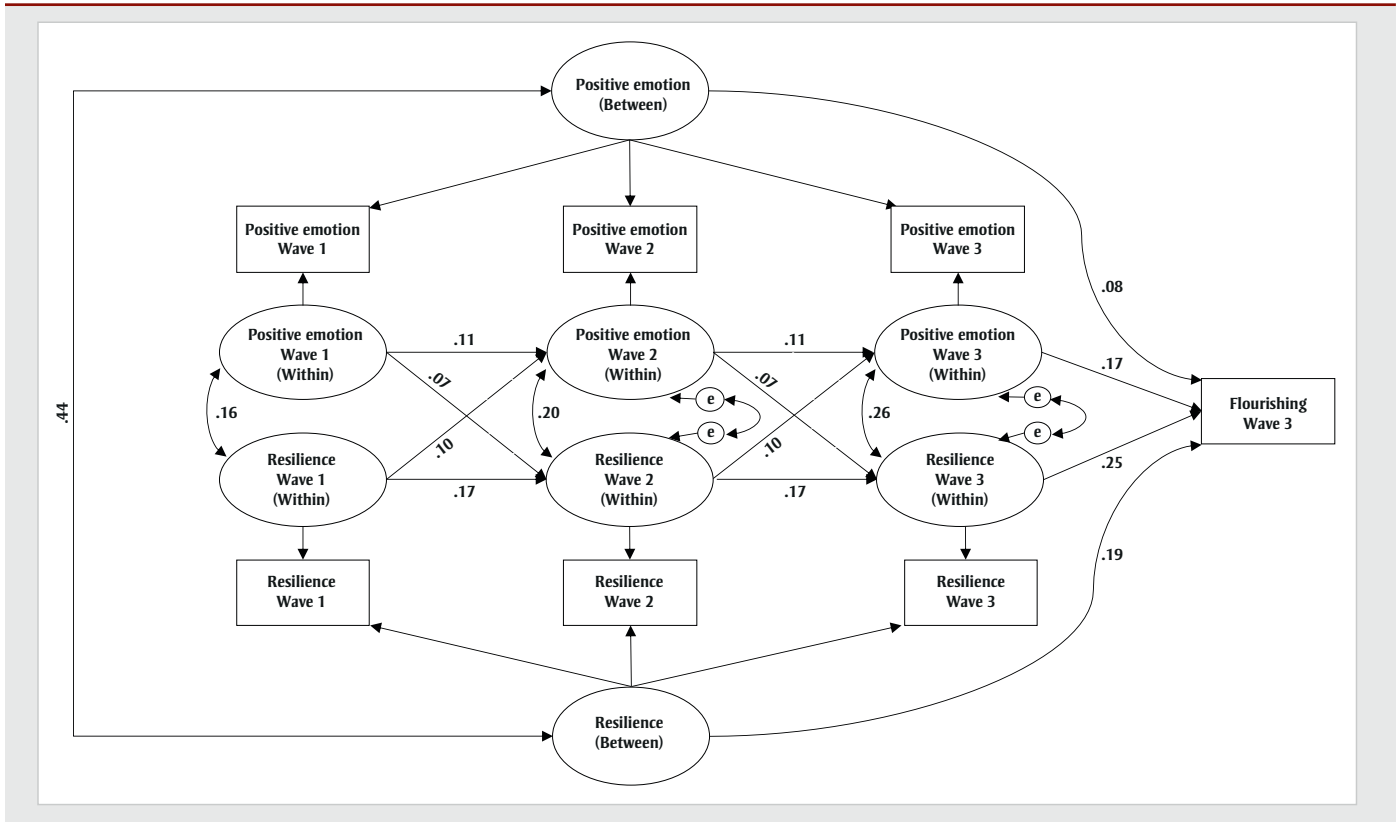 Positive emotion
(Between)
Positive emotion
Wave 1
Positive emotion
Wave 2
Positive emotion
Wave 3
.08
Positive emotion
Wave 1
(Within)
.11
Positive emotion
Wave 2
(Within)
.11
Positive emotion
Wave 3
(Within)
.17
.07
.07
e
e
Flourishing
Wave 3
.44
.16
.20
.26
e
e
.10
.10
Resilience
Wave 1
(Within)
.17
Resilience
Wave 2
(Within)
.17
Resilience
Wave 3
(Within)
.25
.19
Resilience
Wave 1
Resilience
Wave 2
Resilience
Wave 3
Resilience
(Between)